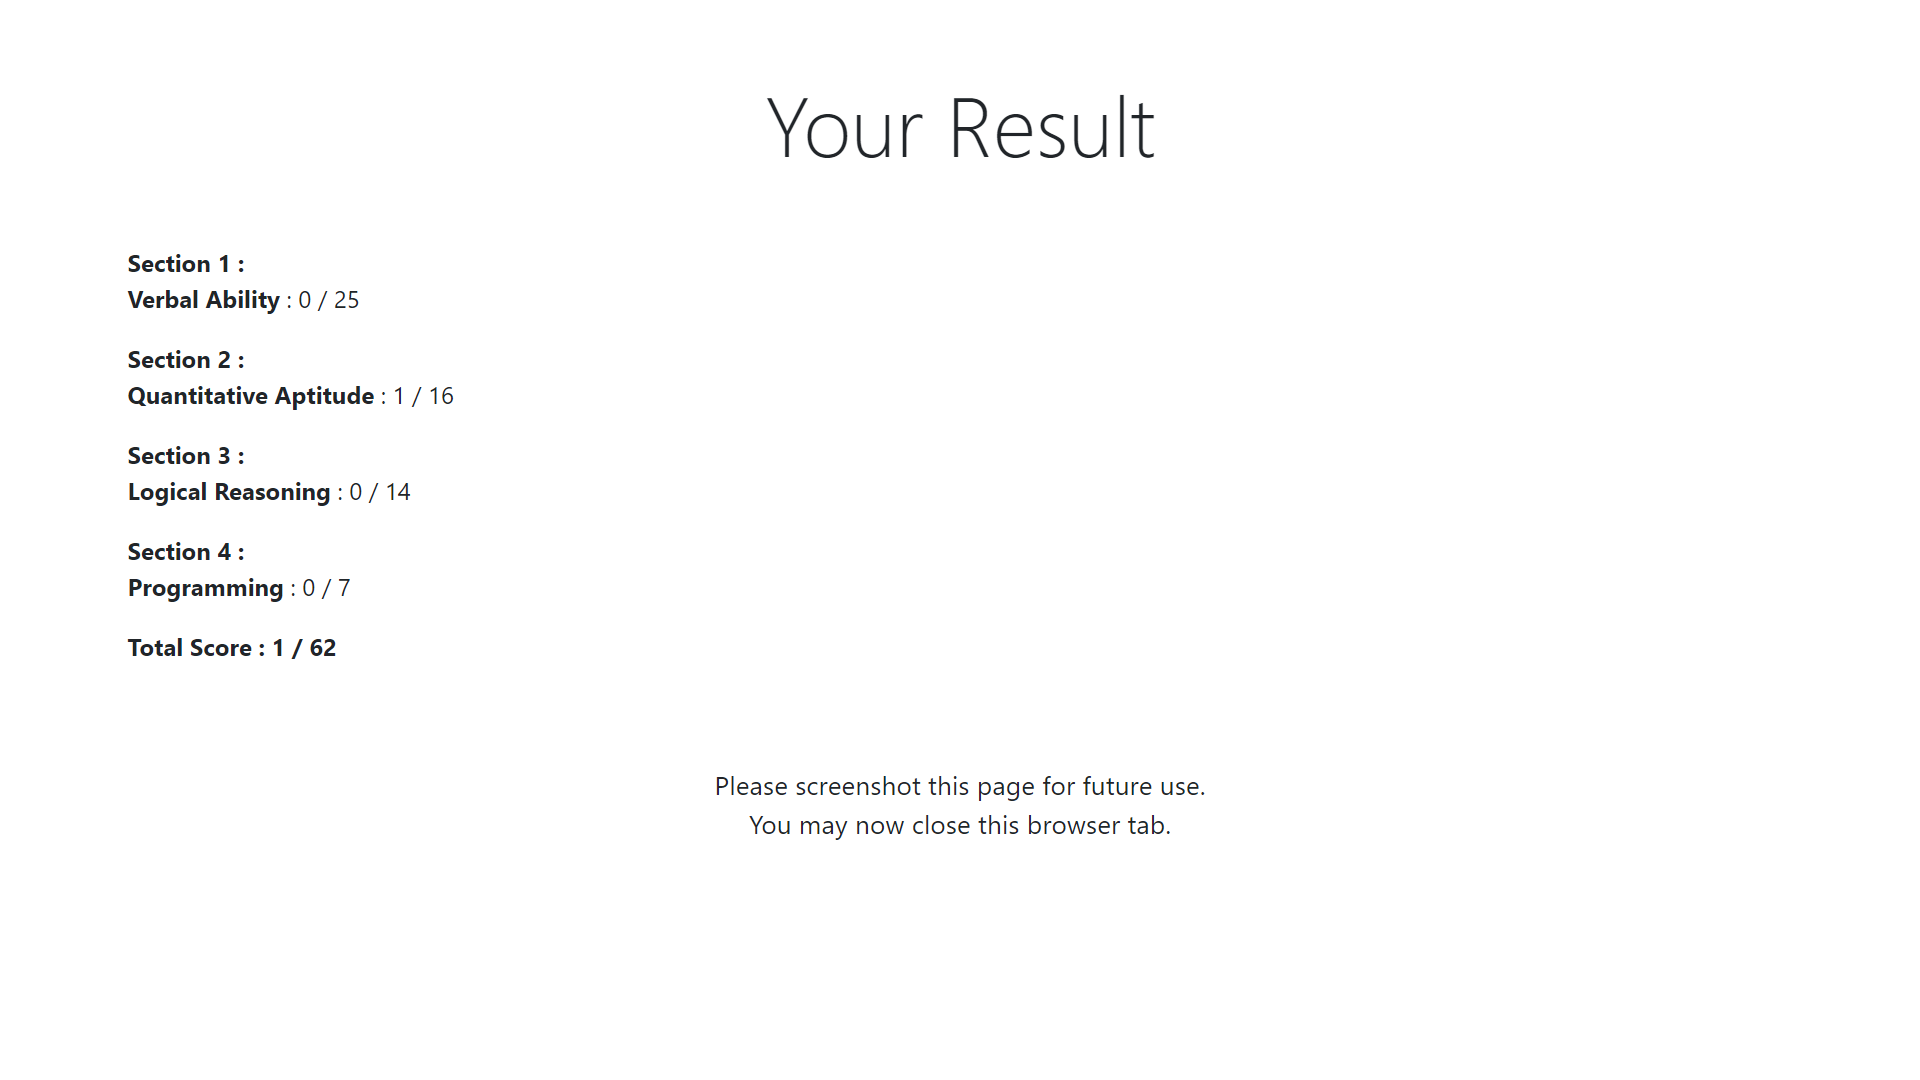 Your Result
Section 1 :
Verbal Ability : 0 / 25
Section 2 :
Quantitative Aptitude : 1 / 16
Section 3 :
Logical Reasoning : 0 / 14
Section 4 :
Programming : 0 / 7
Total Score : 1 / 62
Please screenshot this page for future use.
You may now close this browser tab.